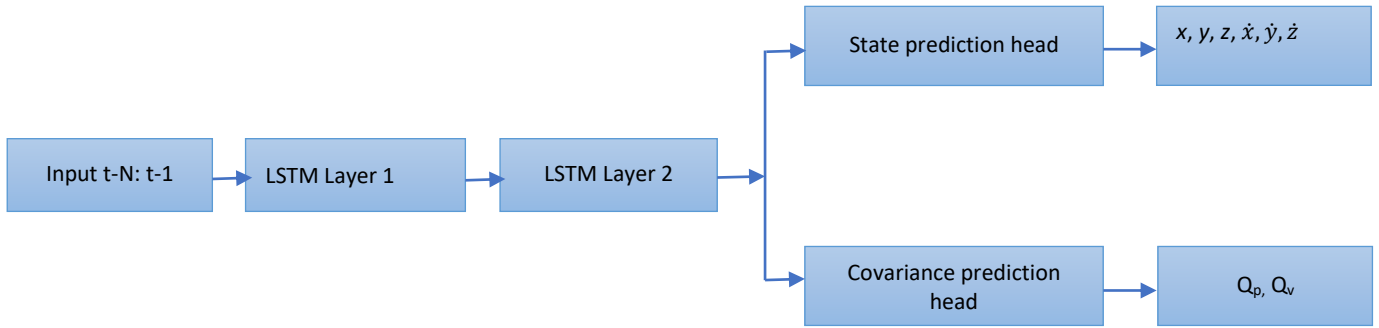 State prediction head
x, y, z, ẋ, ẏ, ż
Input t-N: t-1
LSTM Layer 1
LSTM Layer 2
Covariance prediction
head
Qp, Qv